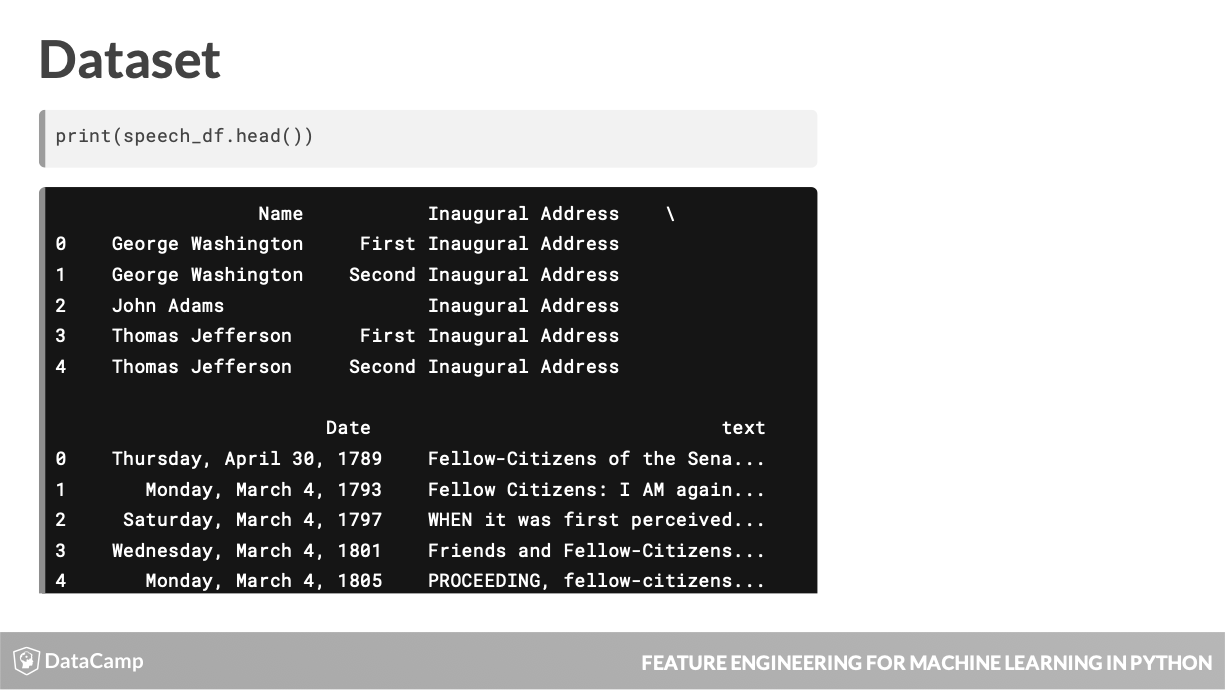 Dataset
print(speech_df.head())
Name Inaugural Address \
0 George Washington First Inaugural Address
1 George Washington Second Inaugural Address
2 John Adams Inaugural Address
3 Thomas Jefferson First Inaugural Address
4 Thomas Jefferson Second Inaugural Address
Date text
0 Thursday, April 30, 1789 Fellow-Citizens of the Sena...
1 Monday, March 4, 1793 Fellow Citizens: I AM again...
2 Saturday, March 4, 1797 WHEN it was first perceived...
3 Wednesday, March 4, 1801 Friends and Fellow-Citizens...
4 Monday, March 4, 1805 PROCEEDING, fellow-citizens...
DataCamp
FEATURE ENGINEERING FOR MACHINE LEARNING IN PYTHON